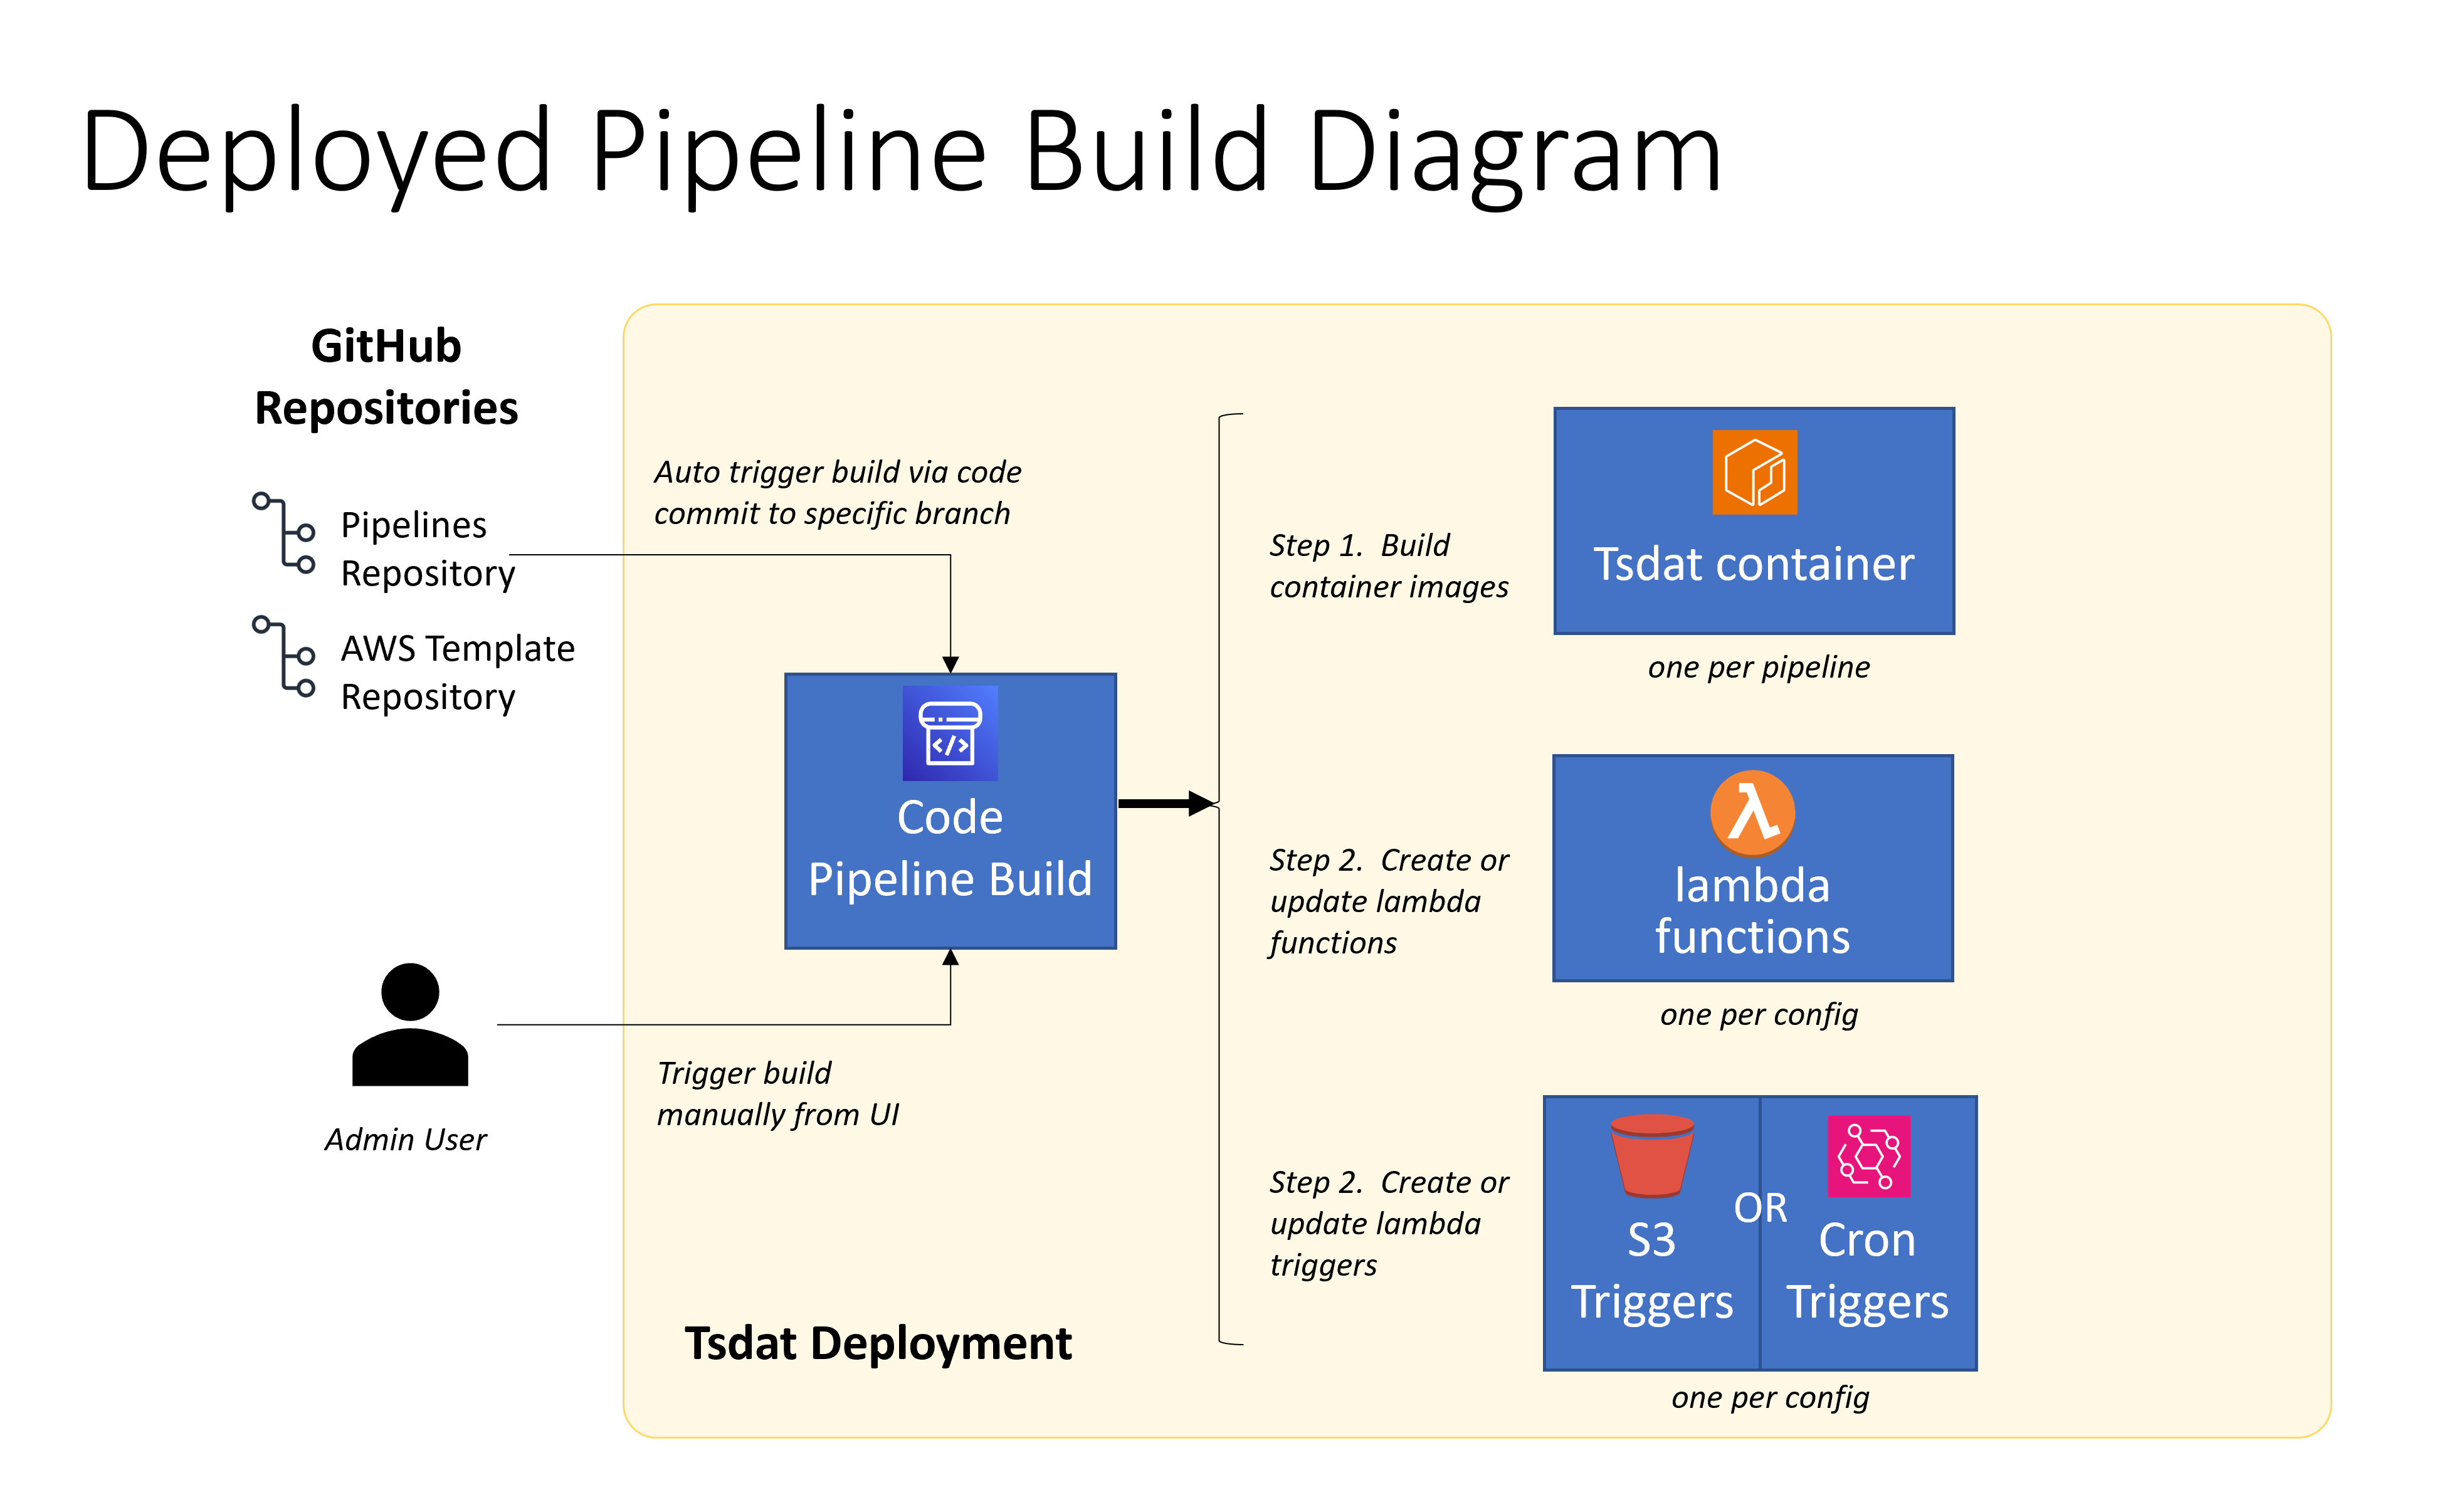 Deployed Pipeline Build Diagram
GitHub
Repositories
Pipelines
Repository
AWS Template
Repository
Admin User
Auto trigger build via code
commit to specific branch
Code
Pipeline Build
Trigger build
manually from UI
Tsdat Deployment
Step 1.  Build
container images
Tsdat container
one per pipeline
Step 2.  Create or
update lambda
functions
lambda
functions
one per config
Step 2.  Create or
update lambda
triggers
S3
Triggers
OR
Cron
Triggers
one per config